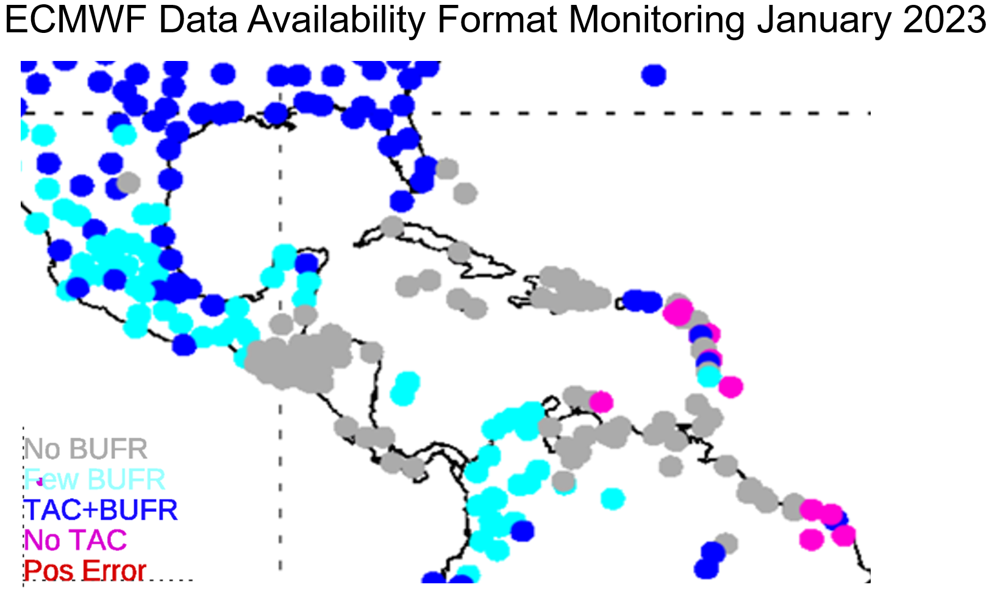 ECMWF Data Availability Format Monitoring January 2023
No BUFR
Few BUFR
TAC+BUFR
No TAC
Pos Error